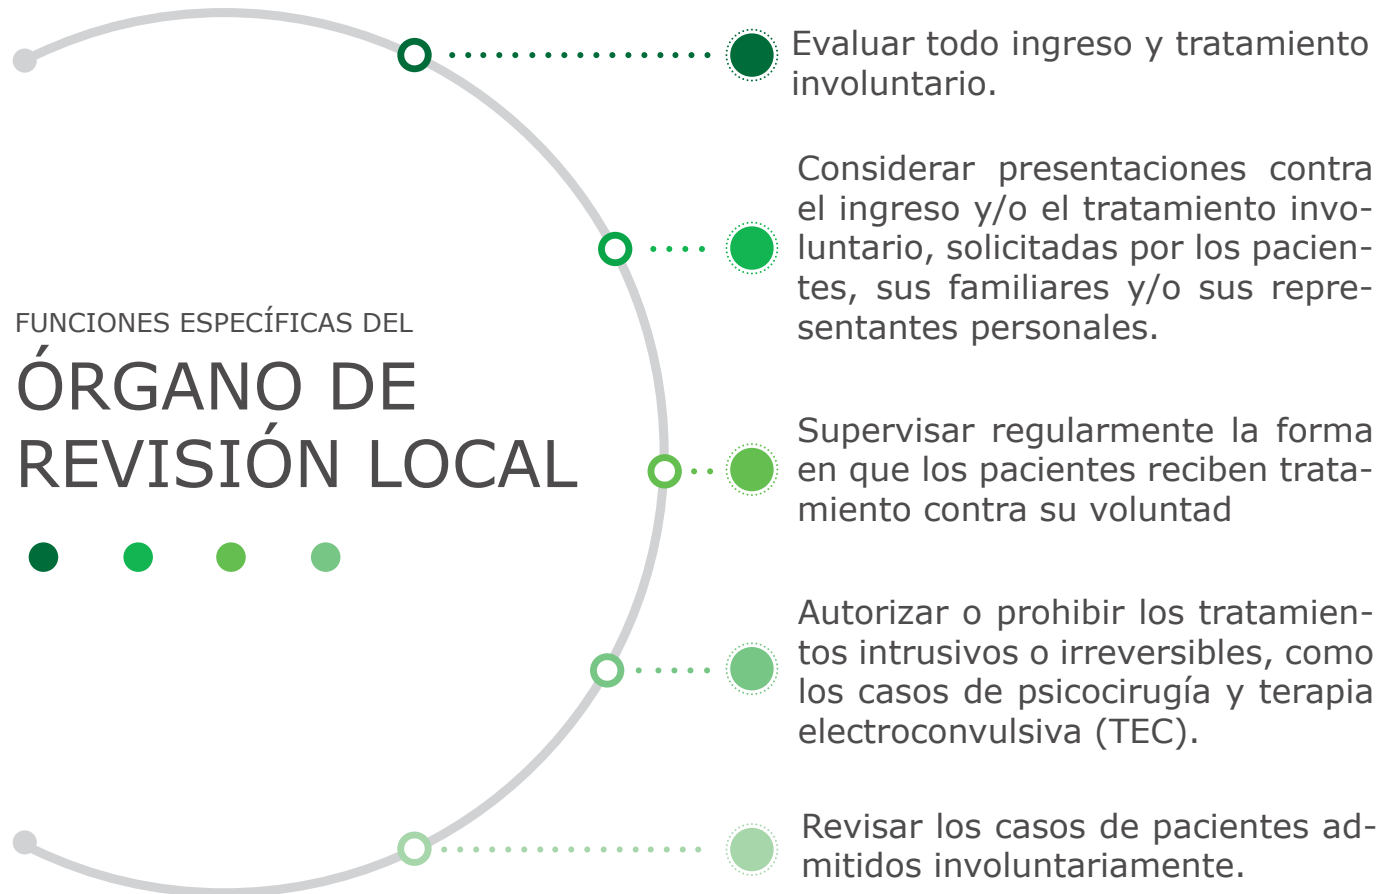 FUNCIONES ESPECÍFICAS DEL
ÓRGANO DE
REVISIÓN LOCAL
Evaluar todo ingreso y tratamiento
involuntario.
Considerar presentaciones contra
el ingreso y/o el tratamiento invo-
luntario, solicitadas por los pacien-
tes, sus familiares y/o sus repre-
sentantes personales.
Supervisar regularmente la forma
en que los pacientes reciben trata-
miento contra su voluntad
Autorizar o prohibir los tratamien-
tos intrusivos o irreversibles, como
los casos de psicocirugía y terapia
electroconvulsiva (TEC).
Revisar los casos de pacientes ad-
mitidos involuntariamente.